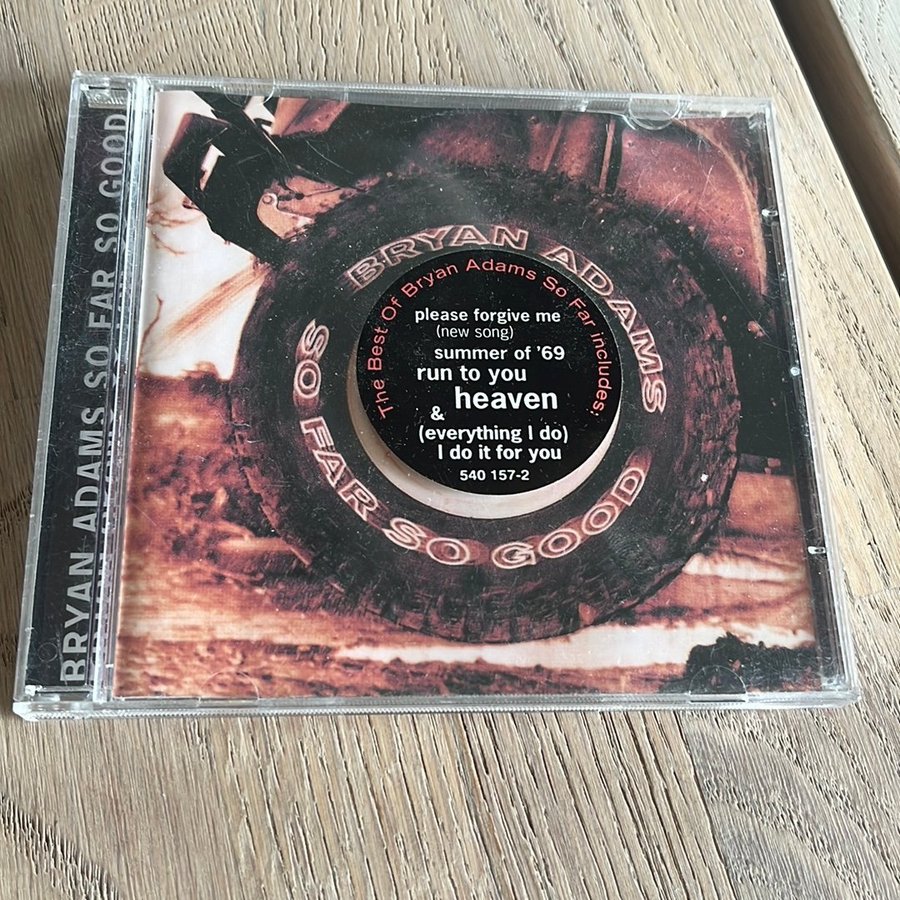 BRYAN ADAMS SO FAR SO GOOD
BRYAN ADAMS
SO FAR SO GOOD
The Best Of Bryan Adams So Far includes:
please forgive me
(new song)
summer of '69
run to you
heaven
&
(everything I do)
I do it for you
540 157-2